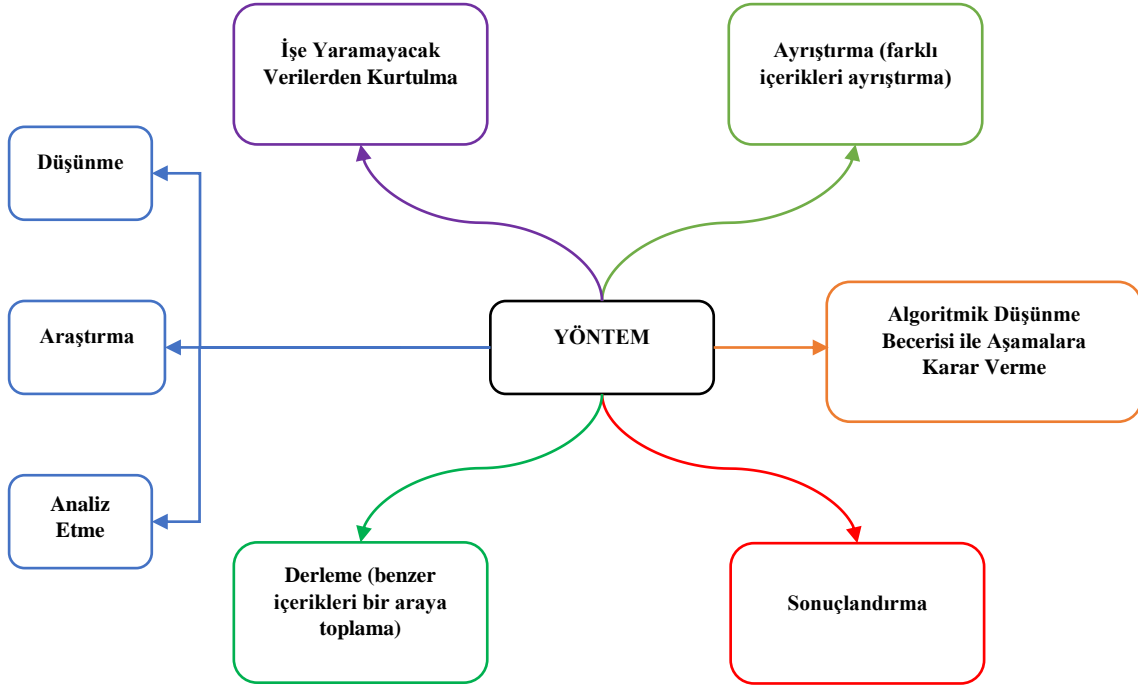 İşe Yaramayacak
Verilerden Kurtulma
Ayrıştırma (farklı
içerikleri ayrıştırma)
Düşünme
Araştırma
YÖNTEM
Algoritmik Düşünme
Becerisi ile Aşamalara
Karar Verme
Analiz
Etme
Derleme (benzer
içerikleri bir araya
toplama)
Sonuçlandırma